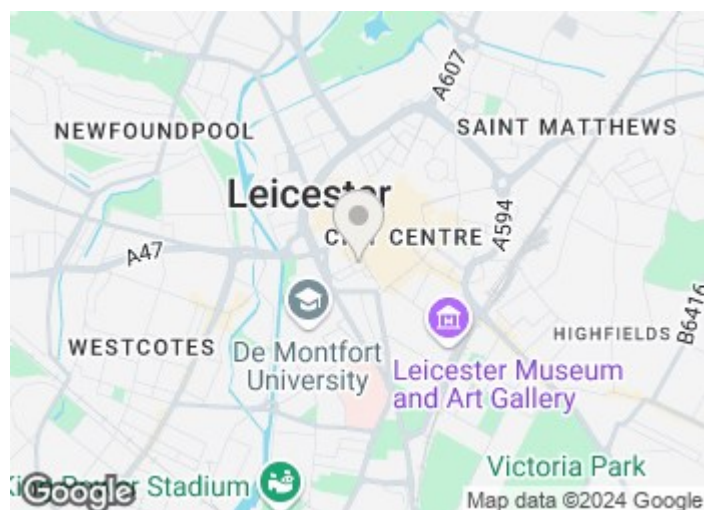 A607
NEWFOUNDPOOL
SAINT MATTHEWS
Leicester
CITY CENTRE
A594
A47
B6416
WESTCOTES
De Montfort
University
HIGHFIELDS
Leicester Museum
and Art Gallery
Victoria Park
Stadium
Google
Map data ©2024 Google